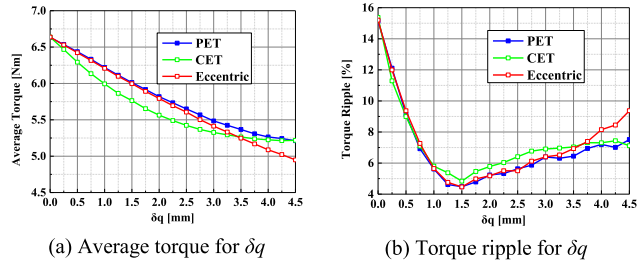 7.0
6.5
6.0
5.5
5.0
4.5
Average Torque [Nm]
PET
CET
Eccentric
0.0 0.5 1.0 1.5 2.0 2.5 3.0 3.5 4.0 4.5
δq [mm]
(a) Average torque for δq
16
14
12
10
8
6
4
Torque Ripple [%]
PET
CET
Eccentric
0.0 0.5 1.0 1.5 2.0 2.5 3.0 3.5 4.0 4.5
δq [mm]
(b) Torque ripple for δq